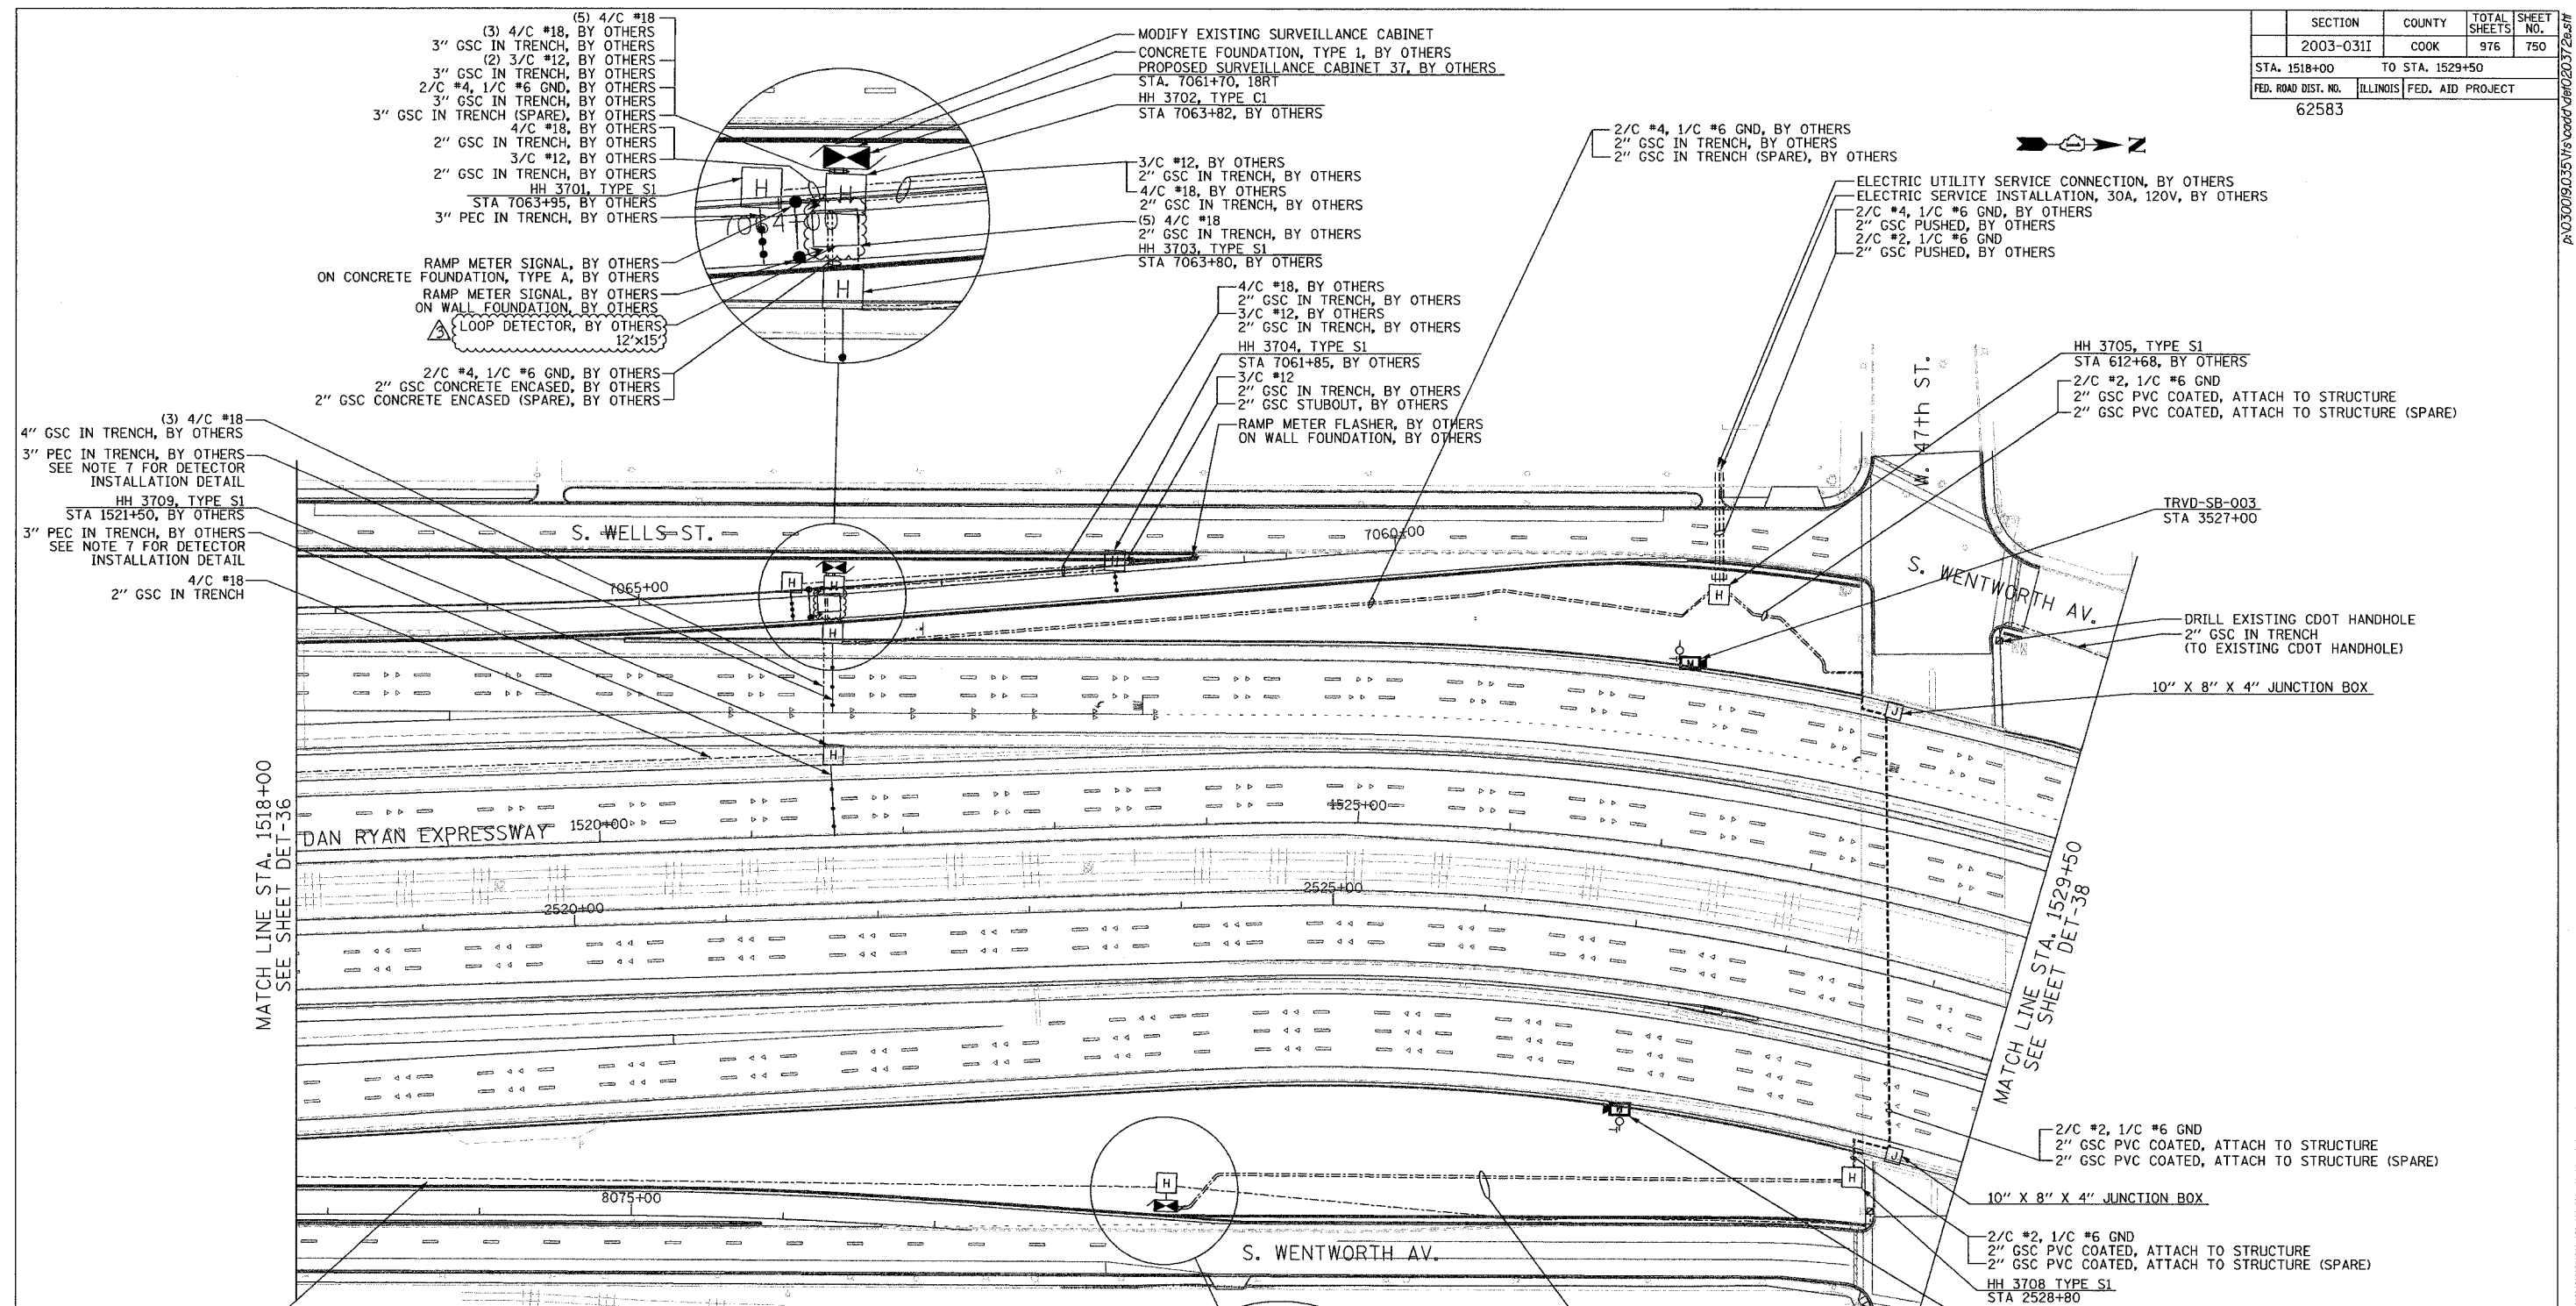 SECTION COUNTY TOTAL SHEETS SHEET NO.
2003-031I COOK 976 750
STA. 1518+00 TO STA. 1529+50
FED. ROAD DIST. NO. ILLINOIS FED. AID PROJECT
62583
N
(5) 4/C #18
(3) 4/C #18, BY OTHERS
3" GSC IN TRENCH, BY OTHERS
(2) 3/C #12, BY OTHERS
3" GSC IN TRENCH, BY OTHERS
2/C #4, 1/C #6 GND, BY OTHERS
3" GSC IN TRENCH, BY OTHERS
3" GSC IN TRENCH (SPARE), BY OTHERS
4/C #18, BY OTHERS
2" GSC IN TRENCH, BY OTHERS
3/C #12, BY OTHERS
2" GSC IN TRENCH, BY OTHERS
HH 3701, TYPE S1
STA 7063+95, BY OTHERS
3" PEC IN TRENCH, BY OTHERS
RAMP METER SIGNAL, BY OTHERS
ON CONCRETE FOUNDATION, TYPE A, BY OTHERS
RAMP METER SIGNAL, BY OTHERS
ON WALL FOUNDATION, BY OTHERS
3
LOOP DETECTOR, BY OTHERS
12'x15'
2/C #4, 1/C #6 GND, BY OTHERS
2" GSC CONCRETE ENCASED, BY OTHERS
2" GSC CONCRETE ENCASED (SPARE), BY OTHERS
H
H
7064+00
H
MODIFY EXISTING SURVEILLANCE CABINET
CONCRETE FOUNDATION, TYPE 1, BY OTHERS
PROPOSED SURVEILLANCE CABINET 37, BY OTHERS
STA. 7061+70, 18RT
HH 3702, TYPE C1
STA 7063+82, BY OTHERS
3/C #12, BY OTHERS
2" GSC IN TRENCH, BY OTHERS
4/C #18, BY OTHERS
2" GSC IN TRENCH, BY OTHERS
(5) 4/C #18
2" GSC IN TRENCH, BY OTHERS
HH 3703, TYPE S1
STA 7063+80, BY OTHERS
4/C #18, BY OTHERS
2" GSC IN TRENCH, BY OTHERS
3/C #12, BY OTHERS
2" GSC IN TRENCH, BY OTHERS
HH 3704, TYPE S1
STA 7061+85, BY OTHERS
3/C #12
2" GSC IN TRENCH, BY OTHERS
2" GSC STUBOUT, BY OTHERS
RAMP METER FLASHER, BY OTHERS
ON WALL FOUNDATION, BY OTHERS
2/C #4, 1/C #6 GND, BY OTHERS
2" GSC IN TRENCH, BY OTHERS
2" GSC IN TRENCH (SPARE), BY OTHERS
ELECTRIC UTILITY SERVICE CONNECTION, BY OTHERS
ELECTRIC SERVICE INSTALLATION, 30A, 120V, BY OTHERS
2/C #4, 1/C #6 GND, BY OTHERS
2" GSC PUSHED, BY OTHERS
2/C #2, 1/C #6 GND
2" GSC PUSHED, BY OTHERS
HH 3705, TYPE S1
STA 612+68, BY OTHERS
2/C #2, 1/C #6 GND
2" GSC PVC COATED, ATTACH TO STRUCTURE
2" GSC PVC COATED, ATTACH TO STRUCTURE (SPARE)
TRVD-SB-003
STA 3527+00
DRILL EXISTING CDOT HANDHOLE
2" GSC IN TRENCH
(TO EXISTING CDOT HANDHOLE)
10" X 8" X 4" JUNCTION BOX
(3) 4/C #18
4" GSC IN TRENCH, BY OTHERS
3" PEC IN TRENCH, BY OTHERS
SEE NOTE 7 FOR DETECTOR
INSTALLATION DETAIL
HH 3709, TYPE S1
STA 1521+50, BY OTHERS
3" PEC IN TRENCH, BY OTHERS
SEE NOTE 7 FOR DETECTOR
INSTALLATION DETAIL
4/C #18
2" GSC IN TRENCH
S. WELLS ST.
W. 47th ST.
S. WENTWORTH AV.
7060+00
7065+00
H
H
H
H
H
M
J
H
MATCH LINE STA. 1518+00
SEE SHEET DET-36
DAN RYAN EXPRESSWAY
1520+00
1525+00
2520+00
2525+00
MATCH LINE STA. 1529+50
SEE SHEET DET-38
M
J
H
H
8075+00
S. WENTWORTH AV.
2/C #2, 1/C #6 GND
2" GSC PVC COATED, ATTACH TO STRUCTURE
2" GSC PVC COATED, ATTACH TO STRUCTURE (SPARE)
10" X 8" X 4" JUNCTION BOX
2/C #2, 1/C #6 GND
2" GSC PVC COATED, ATTACH TO STRUCTURE
2" GSC PVC COATED, ATTACH TO STRUCTURE (SPARE)
HH 3708 TYPE S1
STA 2528+80